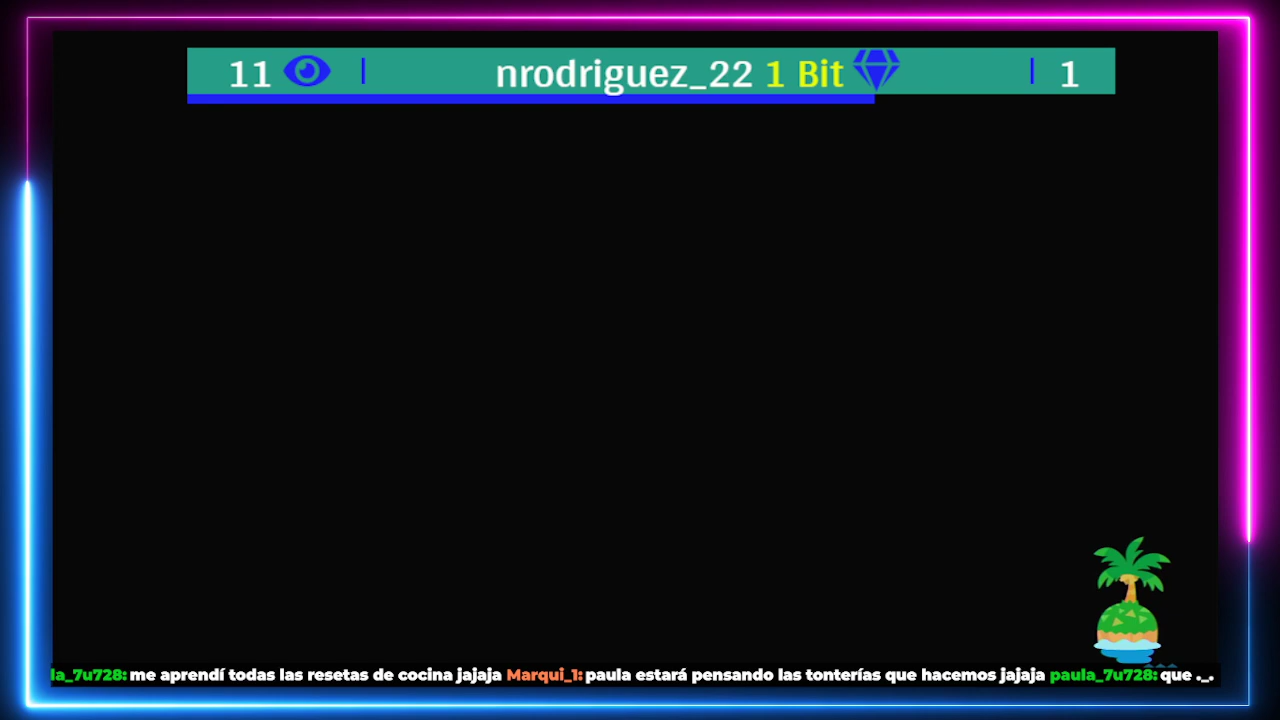 11 nrodriguez_22 1 Bit 1
la_7u728: me aprendí todas las resetas de cocina jajaja Marqui_1: paula estará pensando las tonterías que hacemos jajaja paula_7u728: que ._.